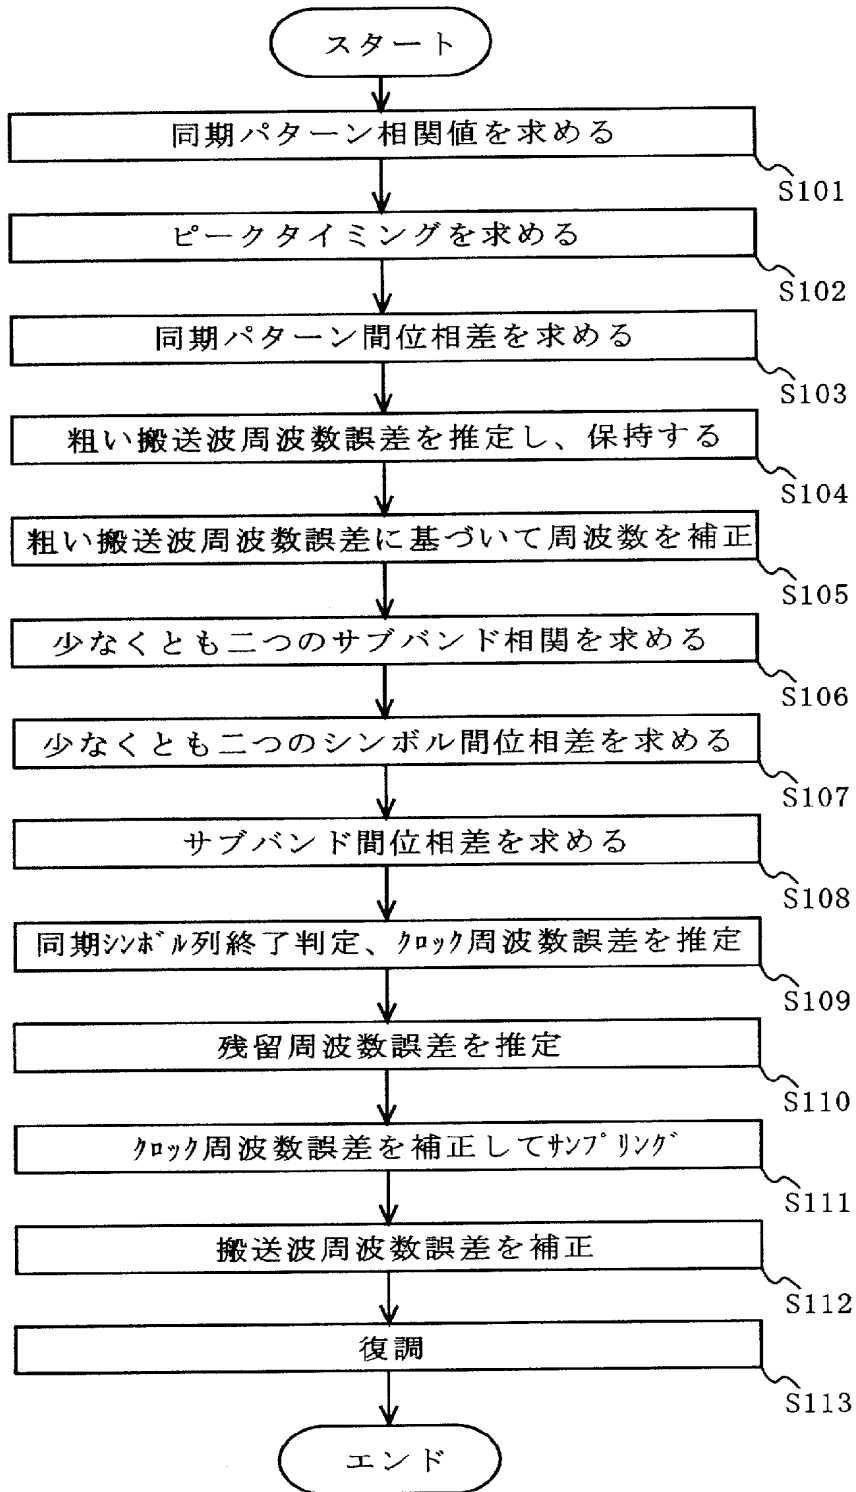 スタート
同期パターン相関値を求める
S101
ピークタイミングを求める
S102
同期パターン間位相差を求める
S103
粗い搬送波周波数誤差を推定し、保持する
S104
粗い搬送波周波数誤差に基づいて周波数を補正
S105
少なくとも二つのサブバンド相関を求める
S106
少なくとも二つのシンボル間位相差を求める
S107
サブバンド間位相差を求める
S108
同期ｼﾝﾎﾞﾙ列終了判定、ｸﾛｯｸ周波数誤差を推定
S109
残留周波数誤差を推定
S110
ｸﾛｯｸ周波数誤差を補正してｻﾝﾌﾟﾘﾝｸﾞ
S111
搬送波周波数誤差を補正
S112
復調
S113
エンド